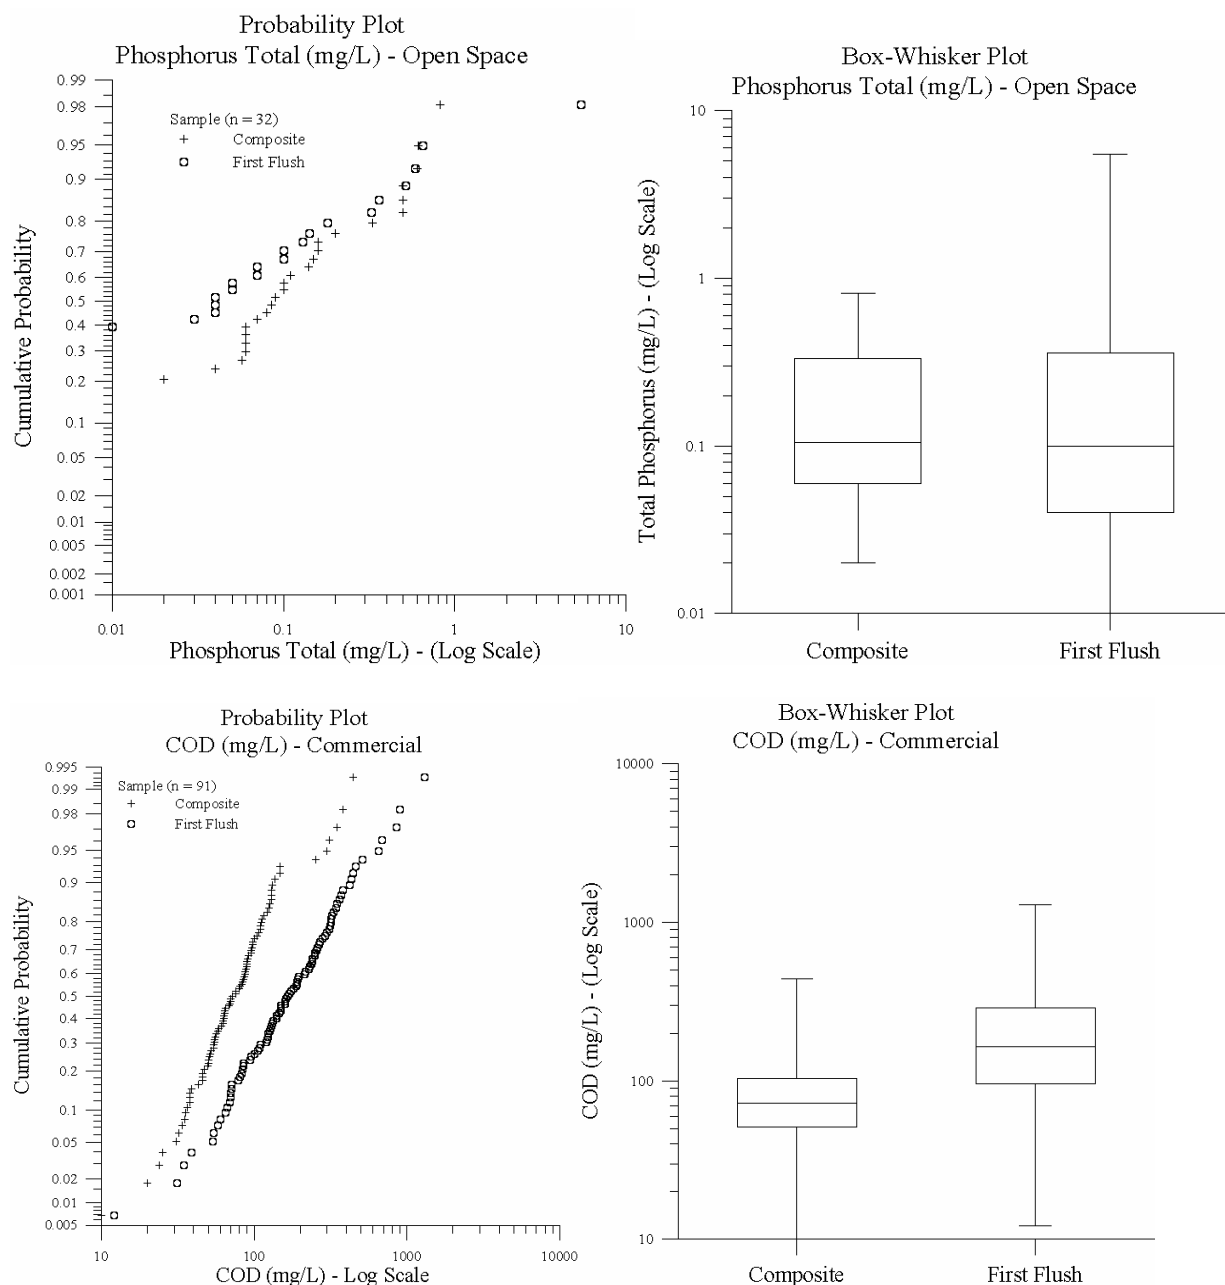 Probability Plot
Phosphorus Total (mg/L) - Open Space
0.99
0.98
0.95
0.9
0.8
0.7
0.6
0.5
0.4
0.3
0.2
0.1
0.05
0.02
0.01
0.005
0.002
0.001
Cumulative Probability
Sample (n = 32)
Composite
First Flush
0.01
0.1
1
10
Phosphorus Total (mg/L) - (Log Scale)
Box-Whisker Plot
Phosphorus Total (mg/L) - Open Space
10
1
0.1
0.01
Total Phosphorus (mg/L) - (Log Scale)
Composite
First Flush
Probability Plot
COD (mg/L) - Commercial
0.995
0.99
0.98
0.95
0.9
0.8
0.7
0.6
0.5
0.4
0.3
0.2
0.1
0.05
0.02
0.01
0.005
Cumulative Probability
Sample (n = 91)
Composite
First Flush
10
100
1000
10000
COD (mg/L) - Log Scale
Box-Whisker Plot
COD (mg/L) - Commercial
10000
1000
100
10
COD (mg/L) - (Log Scale)
Composite
First Flush